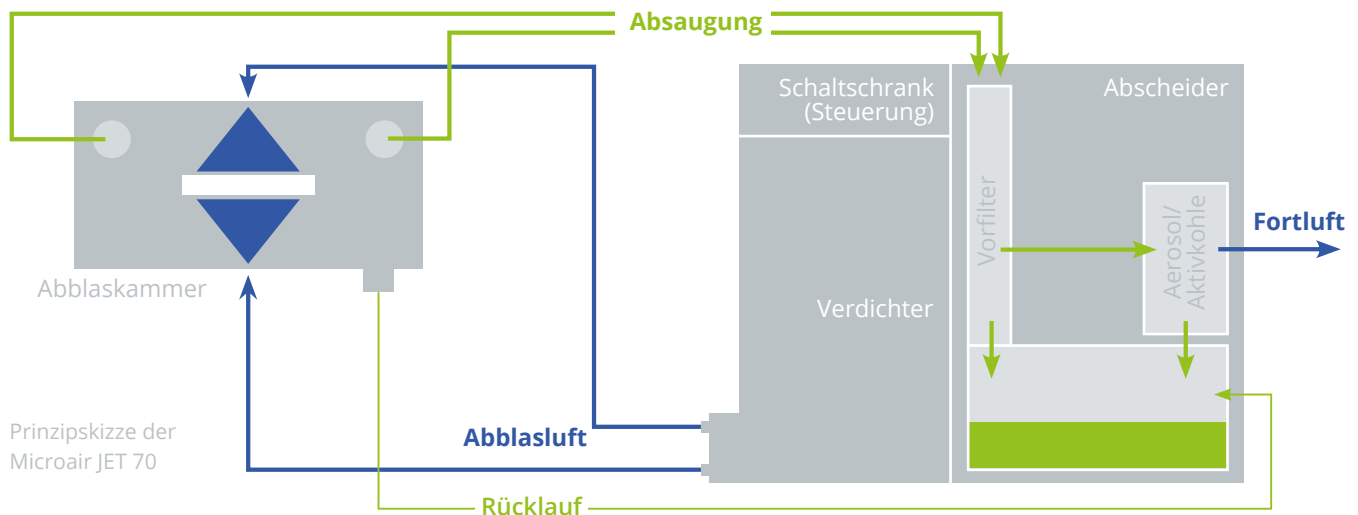 Absaugung
Schaltschrank
(Steuerung)
Abscheider
Vorfilter
Aerosol/
Aktivkohle
Fortluft
Abblaskammer
Verdichter
Prinzipskizze der
Microair JET 70
Abblasluft
Rücklauf